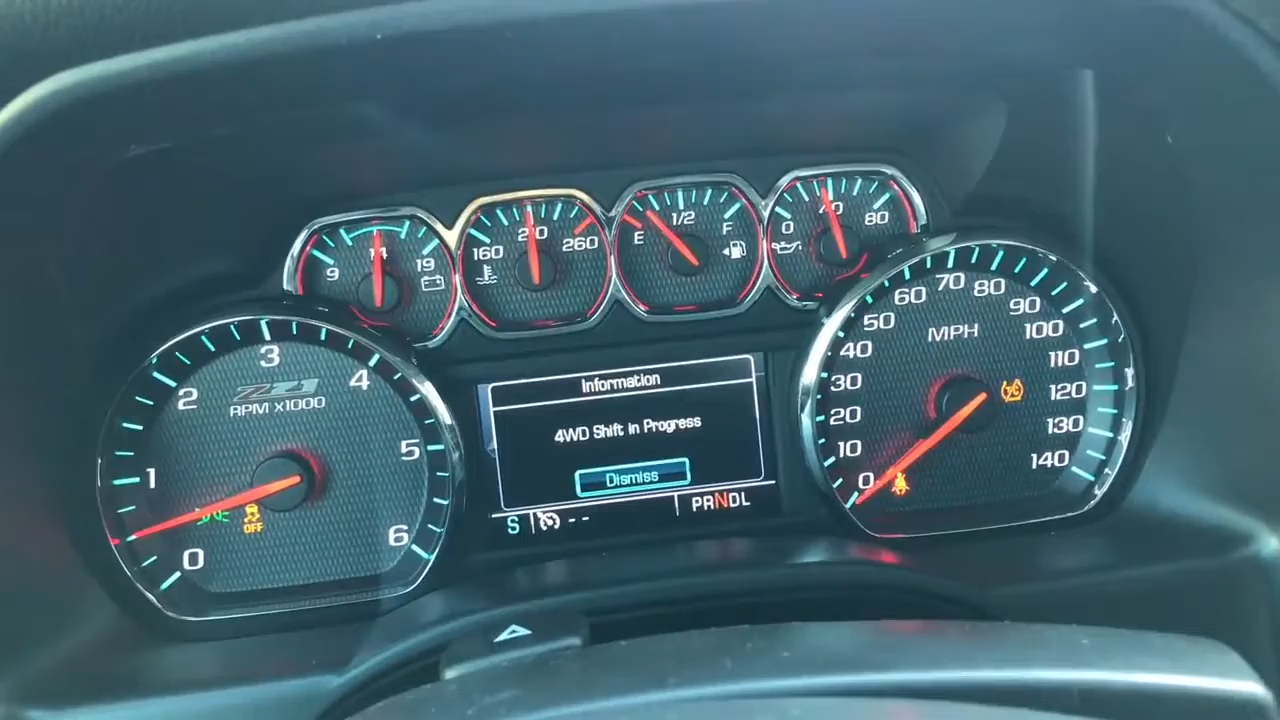 9 14 19
160 210 260
E 1/2 F
0 40 80
0 1 2 3 4 5 6
Z71
RPM x1000
OFF
Information
4WD Shift in Progress
Dismiss
S
--
PRNDL
0 10 20 30 40 50 60 70 80 90 100 110 120 130 140
MPH